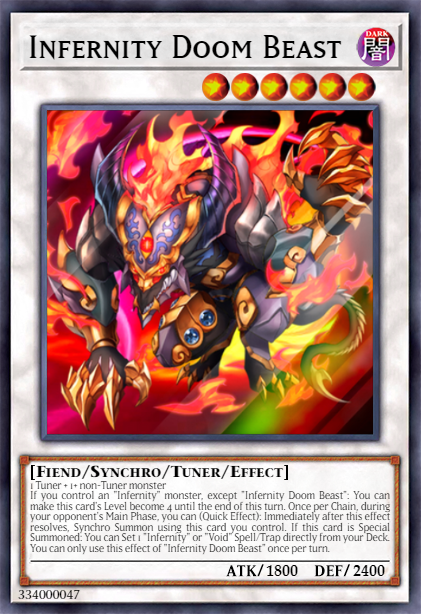 Infernity Doom Beast
DARK
闇
[Fiend/Synchro/Tuner/Effect]
1 Tuner + 1+ non-Tuner monster
If you control an "Infernity" monster, except "Infernity Doom Beast": You can
make this card's Level become 4 until the end of this turn. Once per Chain, during
your opponent's Main Phase, you can (Quick Effect): Immediately after this effect
resolves, Synchro Summon using this card you control. If this card is Special
Summoned: You can Set 1 "Infernity" or "Void" Spell/Trap directly from your Deck.
You can only use this effect of "Infernity Doom Beast" once per turn.
ATK/1800 DEF/2400
334000047